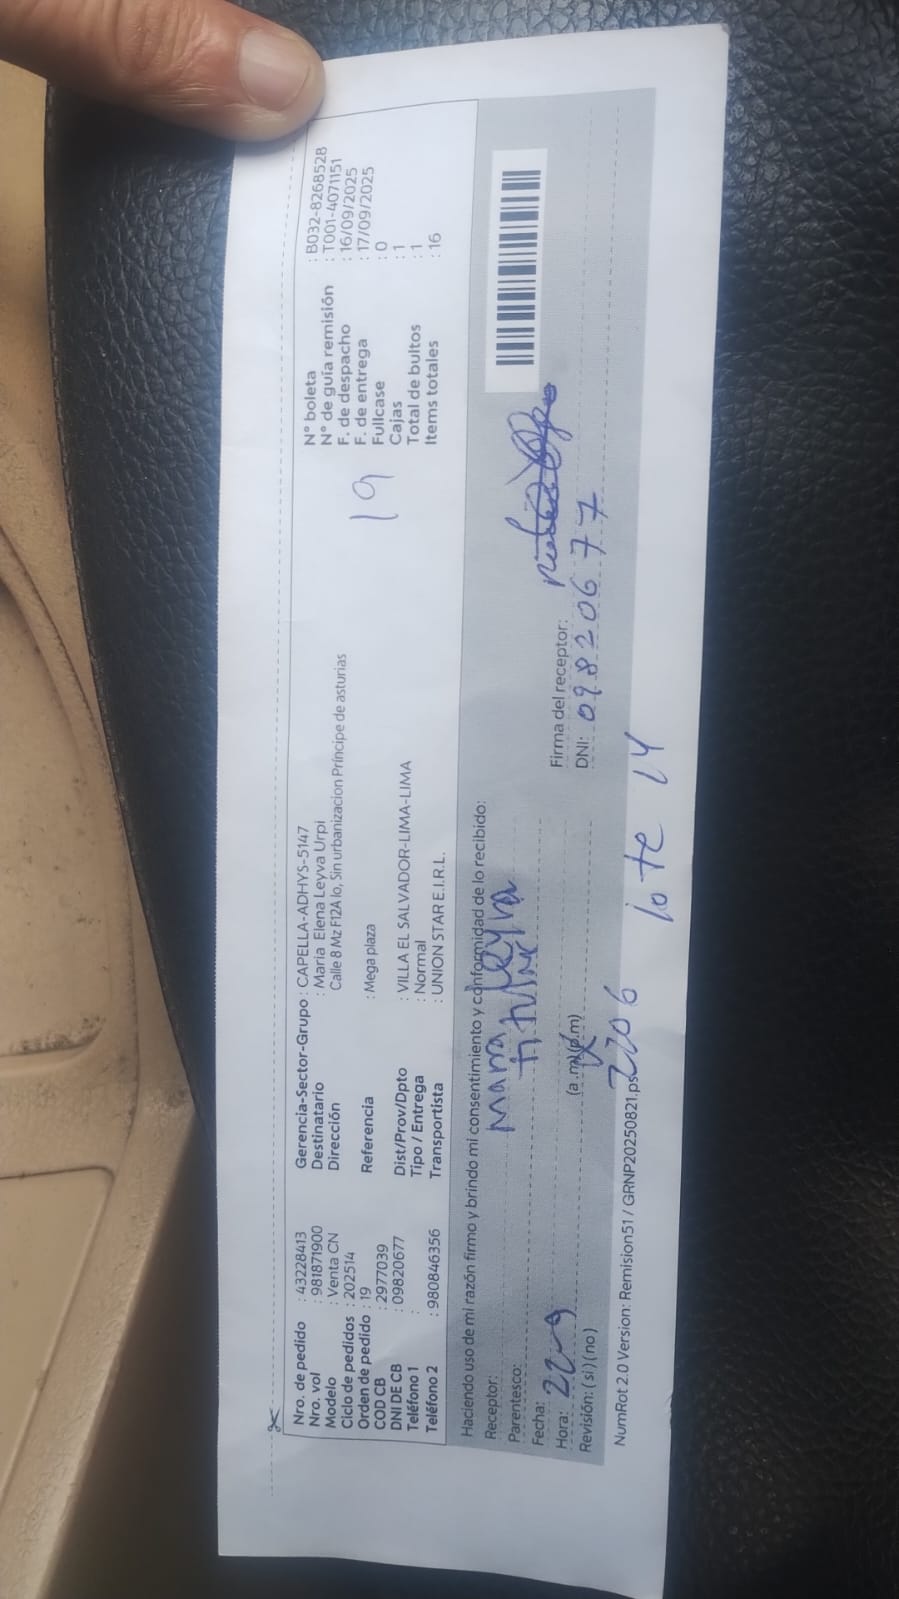 Nro. de pedido : 43228413
Nro. vol : 981871900
Modelo : Venta CN
Ciclo de pedidos : 202514
Orden de pedido : 19
COD CB : 2977039
DNI DE CB : 09820677
Teléfono 1 :
Teléfono 2 : 980846356
Gerencia-Sector-Grupo : CAPELLA-ADHYS-5147
Destinatario : Maria Elena Leyva Urpi
Dirección Calle 8 Mz F12A lo, Sin urbanizacion Príncipe de asturias
Referencia : Mega plaza
Dist/Prov/Dpto : VILLA EL SALVADOR-LIMA-LIMA
Tipo / Entrega : Normal
Transportista : UNION STAR E.I.R.L.
19
N° boleta : B032-8268528
N° de guía remisión : T001-4071151
F. de despacho : 16/09/2025
F. de entrega : 17/09/2025
Fullcase : 0
Cajas : 1
Total de bultos : 1
Items totales : 16
Haciendo uso de mi razón firmo y brindo mi consentimiento y conformidad de lo recibido:
Receptor: Maria Leyva
Parentesco: Titular
Fecha:
Hora: (a.m)(p.m)
Revisión: (si) (no)
Firma del receptor:
DNI: 09820677
NumRot 2.0 Version: Remision51 / GRNP20250821.ps
lote 14